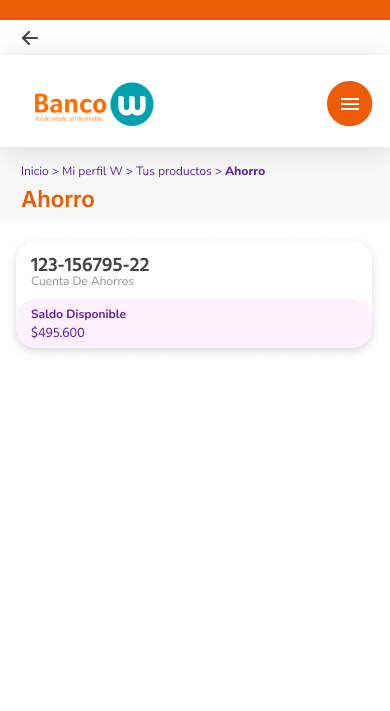 Banco W
Así de simple, así de amable.
Inicio > Mi perfil W > Tus productos > Ahorro
Ahorro
123-156795-22
Cuenta De Ahorros
Saldo Disponible
$495.600